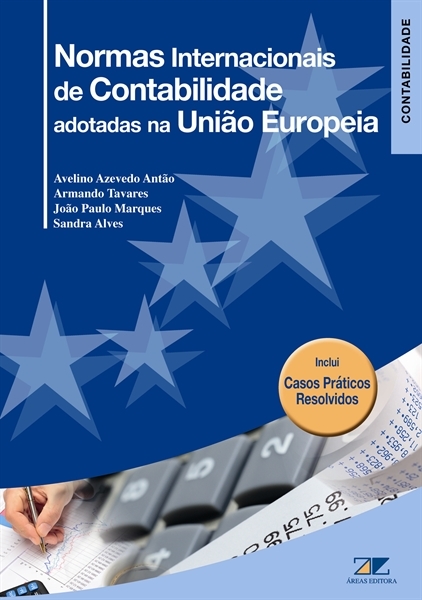 CONTABILIDADE
Normas Internacionais
de Contabilidade
adotadas na União Europeia
Avelino Azevedo Antão
Armando Tavares
João Paulo Marques
Sandra Alves
Inclui
Casos Práticos
Resolvidos
ÁREAS EDITORA